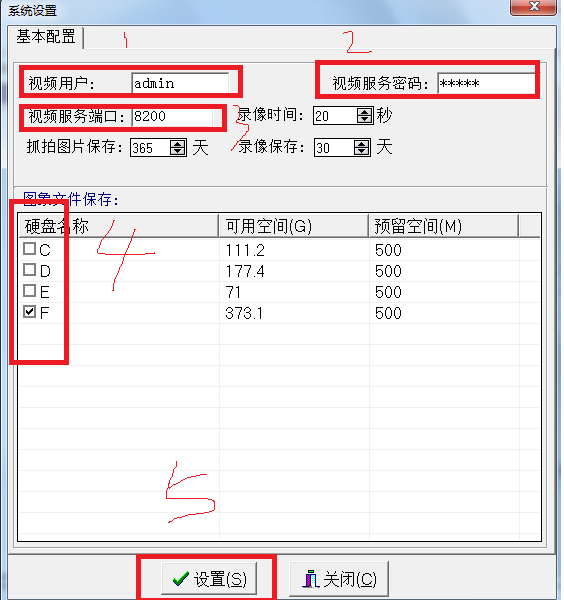 系统设置
基本配置
1
2
视频用户: admin 视频服务密码: *****
视频服务端口: 8200 3 录像时间: 20 秒
抓拍图片保存: 365 天 录像保存: 30 天
图象文件保存:
硬盘名称 可用空间(G) 预留空间(M)
4
C 111.2 500
D 177.4 500
E 71 500
F 373.1 500
5
设置(S) 关闭(C)